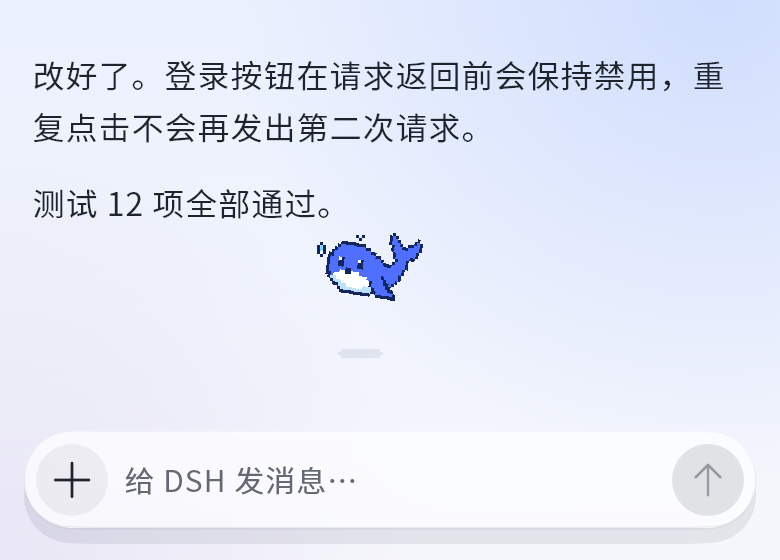 改好了。登录按钮在请求返回前会保持禁用，重
复点击不会再发出第二次请求。
测试 12 项全部通过。
给 DSH 发消息…